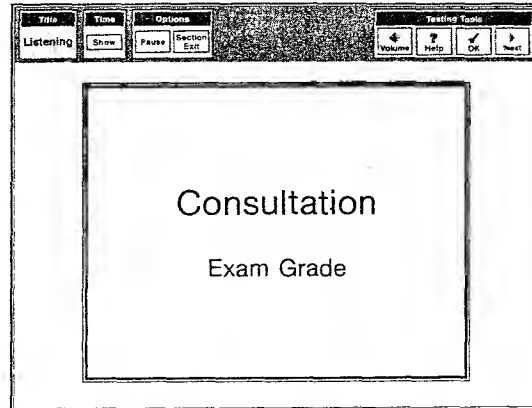 Title
Time
Options
Testing Tools
Listening
Show
Pause
Section
Exit
Volume
Help
OK
Next
Consultation
Exam Grade